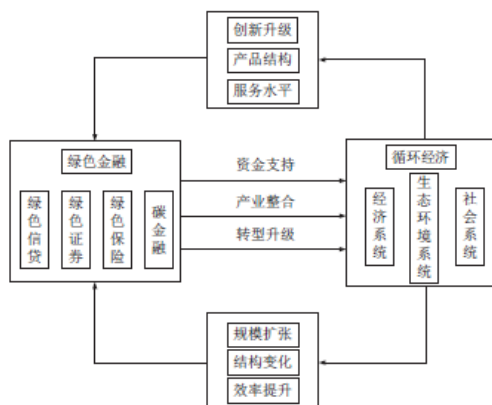 创新升级
产品结构
服务水平
绿色金融
绿色信贷
绿色证券
绿色保险
碳金融
资金支持
产业整合
转型升级
循环经济
经济系统
生态环境系统
社会系统
规模扩张
结构变化
效率提升